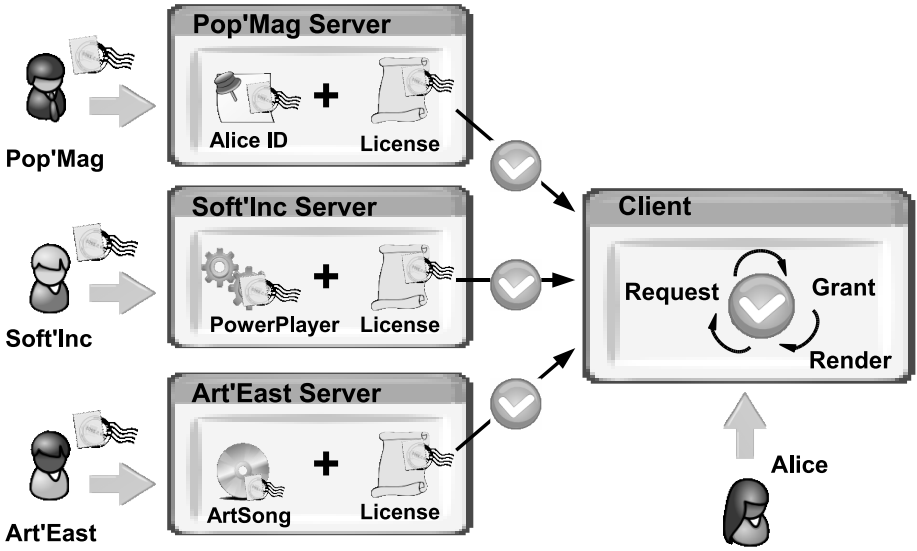 Pop'Mag Server
Alice ID
License
Pop'Mag
Soft'Inc Server
PowerPlayer
License
Soft'Inc
Art'East Server
ArtSong
License
Art'East
Client
Request
Grant
Render
Alice